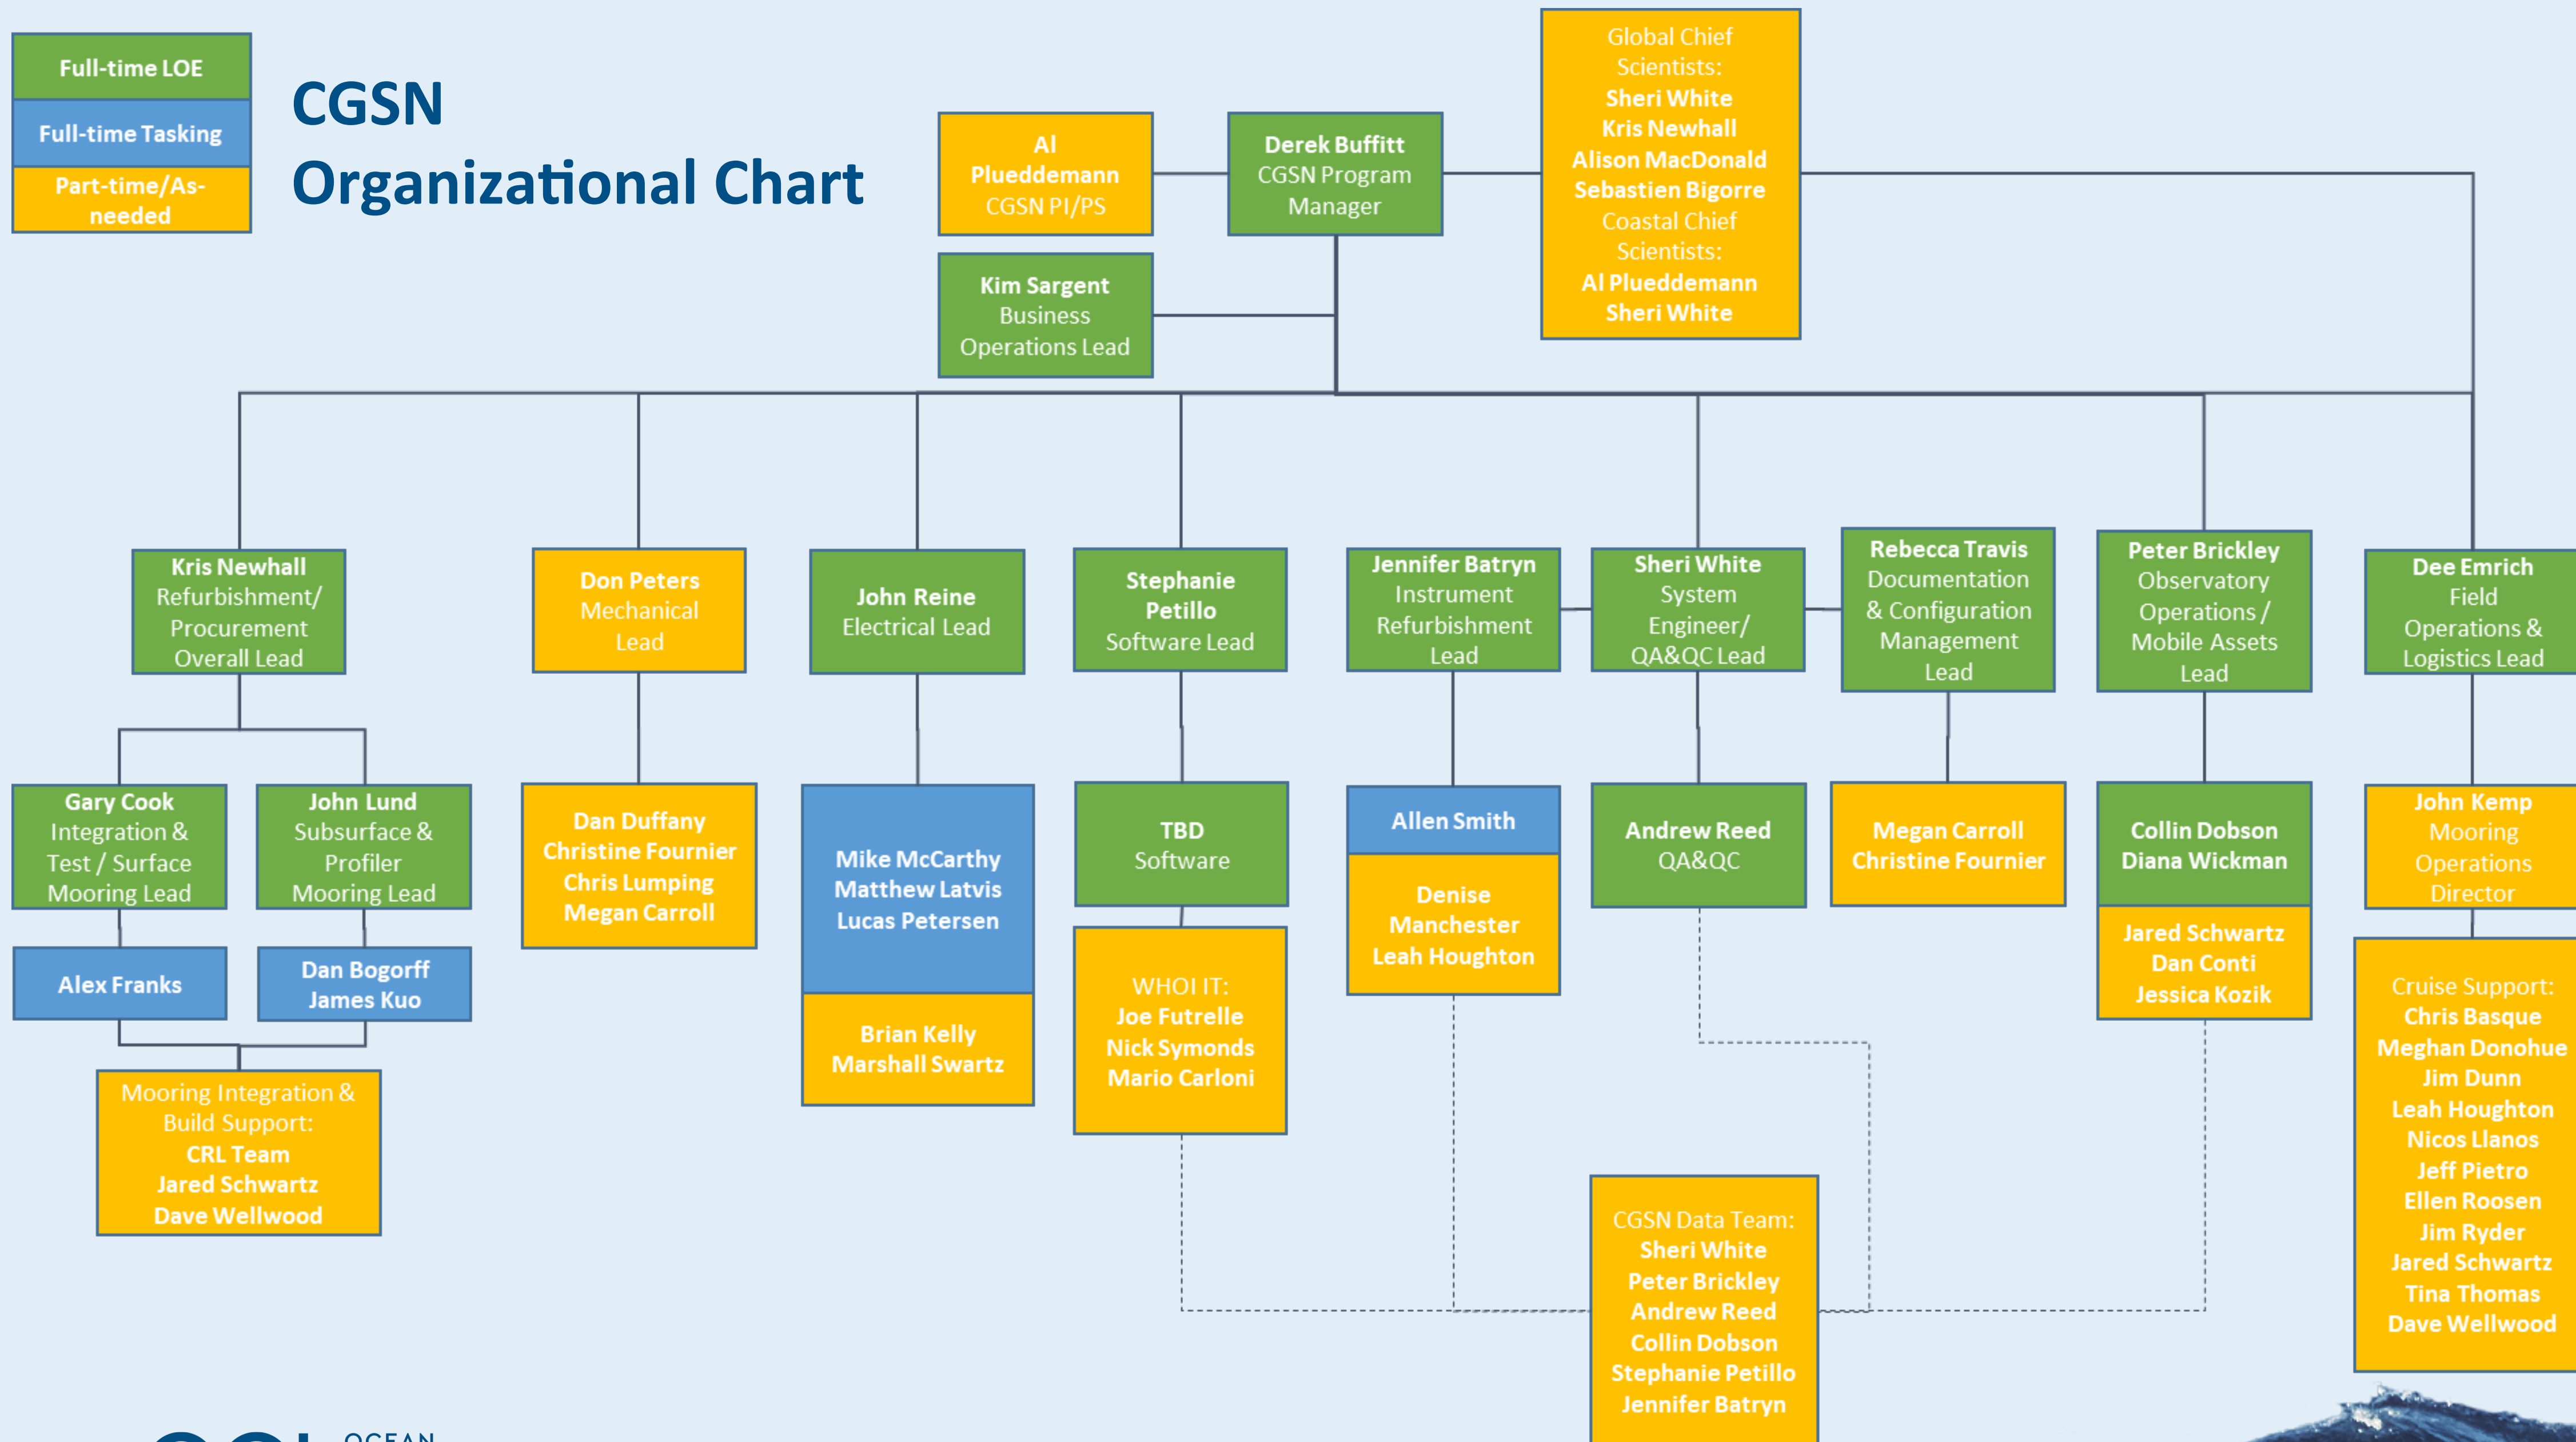 Full-time LOE
Full-time Tasking
Part-time/As-
needed
CGSN
Organizational Chart
Al
Plueddemann
CGSN PI/PS
Derek Buffitt
CGSN Program
Manager
Global Chief
Scientists:
Sheri White
Kris Newhall
Alison MacDonald
Sebastien Bigorre
Coastal Chief
Scientists:
Al Plueddemann
Sheri White
Kim Sargent
Business
Operations Lead
Kris Newhall
Refurbishment/
Procurement
Overall Lead
Don Peters
Mechanical
Lead
John Reine
Electrical Lead
Stephanie
Petillo
Software Lead
Jennifer Batryn
Instrument
Refurbishment
Lead
Sheri White
System
Engineer/
QA&QC Lead
Rebecca Travis
Documentation
& Configuration
Management
Lead
Peter Brickley
Observatory
Operations /
Mobile Assets
Lead
Dee Emrich
Field
Operations &
Logistics Lead
Gary Cook
Integration &
Test / Surface
Mooring Lead
John Lund
Subsurface &
Profiler
Mooring Lead
Dan Duffany
Christine Fournier
Chris Lumping
Megan Carroll
Mike McCarthy
Matthew Latvis
Lucas Petersen
Brian Kelly
Marshall Swartz
TBD
Software
WHOI IT:
Joe Futrelle
Nick Symonds
Mario Carloni
Allen Smith
Denise
Manchester
Leah Houghton
Andrew Reed
QA&QC
Megan Carroll
Christine Fournier
Collin Dobson
Diana Wickman
Jared Schwartz
Dan Conti
Jessica Kozik
John Kemp
Mooring
Operations
Director
Alex Franks
Dan Bogorff
James Kuo
Mooring Integration &
Build Support:
CRL Team
Jared Schwartz
Dave Wellwood
CGSN Data Team:
Sheri White
Peter Brickley
Andrew Reed
Collin Dobson
Stephanie Petillo
Jennifer Batryn
Cruise Support:
Chris Basque
Meghan Donohue
Jim Dunn
Leah Houghton
Nicos Llanos
Jeff Pietro
Ellen Roosen
Jim Ryder
Jared Schwartz
Tina Thomas
Dave Wellwood
OCEAN